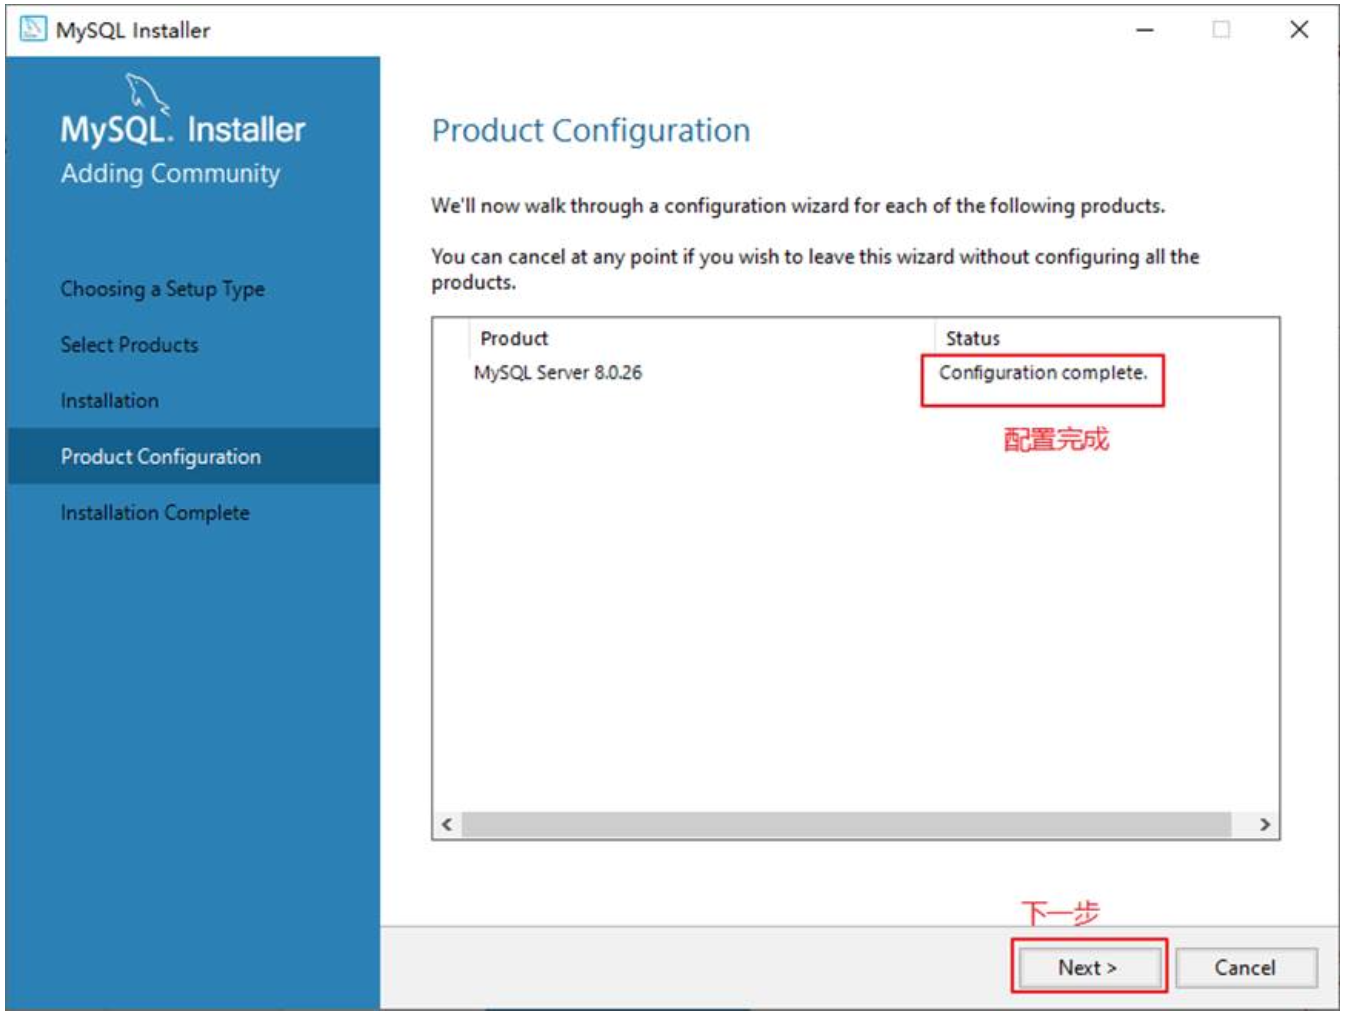 MySQL Installer
MySQL. Installer
Adding Community
Choosing a Setup Type
Select Products
Installation
Product Configuration
Installation Complete
Product Configuration
We'll now walk through a configuration wizard for each of the following products.
You can cancel at any point if you wish to leave this wizard without configuring all the
products.
Product Status
MySQL Server 8.0.26 Configuration complete.
配置完成
下一步
Next > Cancel